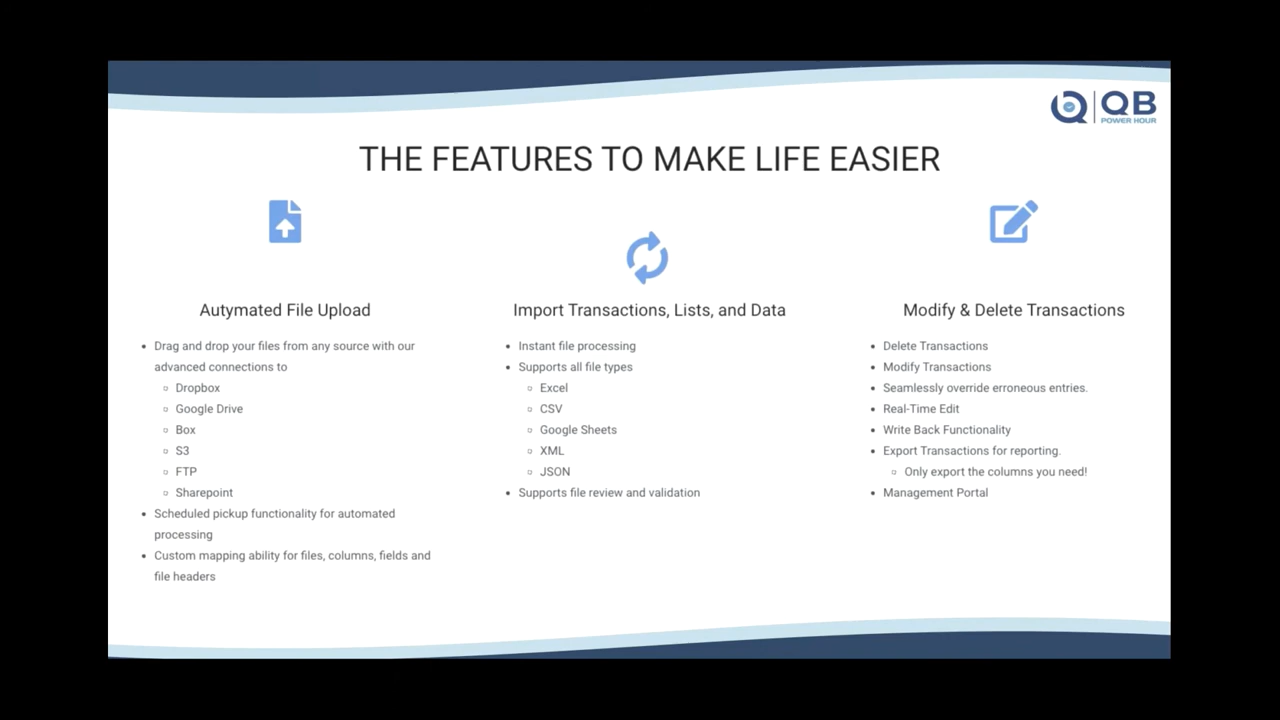 QB
POWER HOUR
THE FEATURES TO MAKE LIFE EASIER
Autymated File Upload
Drag and drop your files from any source with our
advanced connections to
Dropbox
Google Drive
Box
S3
FTP
Sharepoint
Scheduled pickup functionality for automated
processing
Custom mapping ability for files, columns, fields and
file headers
Import Transactions, Lists, and Data
Instant file processing
Supports all file types
Excel
CSV
Google Sheets
XML
JSON
Supports file review and validation
Modify & Delete Transactions
Delete Transactions
Modify Transactions
Seamlessly override erroneous entries.
Real-Time Edit
Write Back Functionality
Export Transactions for reporting.
Only export the columns you need!
Management Portal